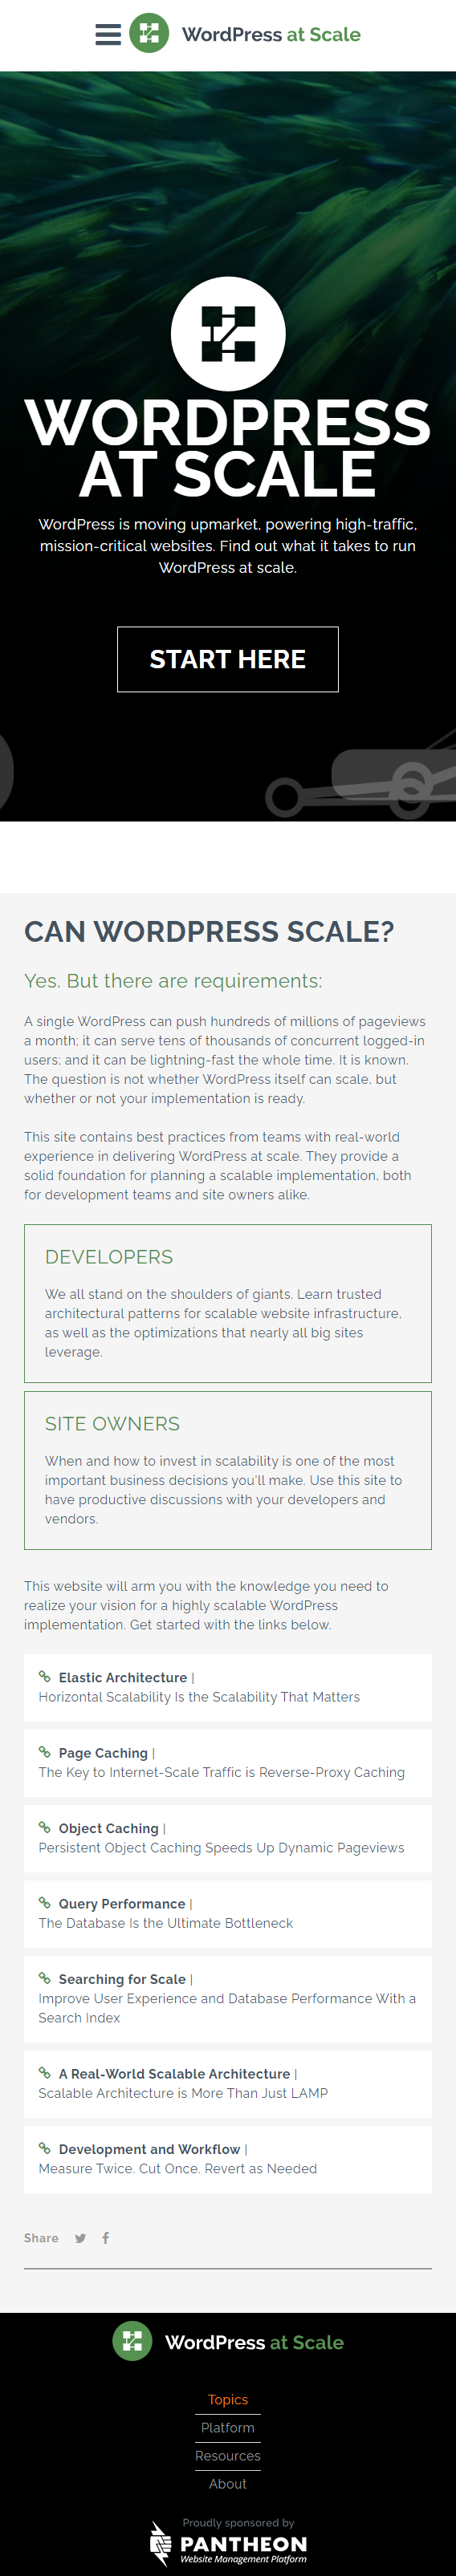 WordPress at Scale
WORDPRESS
AT SCALE
WordPress is moving upmarket, powering high-traffic,
mission-critical websites. Find out what it takes to run
WordPress at scale.
START HERE
CAN WORDPRESS SCALE?
Yes. But there are requirements:
A single WordPress can push hundreds of millions of pageviews
a month; it can serve tens of thousands of concurrent logged-in
users; and it can be lightning-fast the whole time. It is known.
The question is not whether WordPress itself can scale, but
whether or not your implementation is ready.
This site contains best practices from teams with real-world
experience in delivering WordPress at scale. They provide a
solid foundation for planning a scalable implementation, both
for development teams and site owners alike.
DEVELOPERS
We all stand on the shoulders of giants. Learn trusted
architectural patterns for scalable website infrastructure,
as well as the optimizations that nearly all big sites
leverage.
SITE OWNERS
When and how to invest in scalability is one of the most
important business decisions you'll make. Use this site to
have productive discussions with your developers and
vendors.
This website will arm you with the knowledge you need to
realize your vision for a highly scalable WordPress
implementation. Get started with the links below.
Elastic Architecture |
Horizontal Scalability Is the Scalability That Matters
Page Caching |
The Key to Internet-Scale Traffic is Reverse-Proxy Caching
Object Caching |
Persistent Object Caching Speeds Up Dynamic Pageviews
Query Performance |
The Database Is the Ultimate Bottleneck
Searching for Scale |
Improve User Experience and Database Performance With a
Search Index
A Real-World Scalable Architecture |
Scalable Architecture is More Than Just LAMP
Development and Workflow |
Measure Twice. Cut Once. Revert as Needed
Share
WordPress at Scale
Topics
Platform
Resources
About
Proudly sponsored by
PANTHEON
Website Management Platform